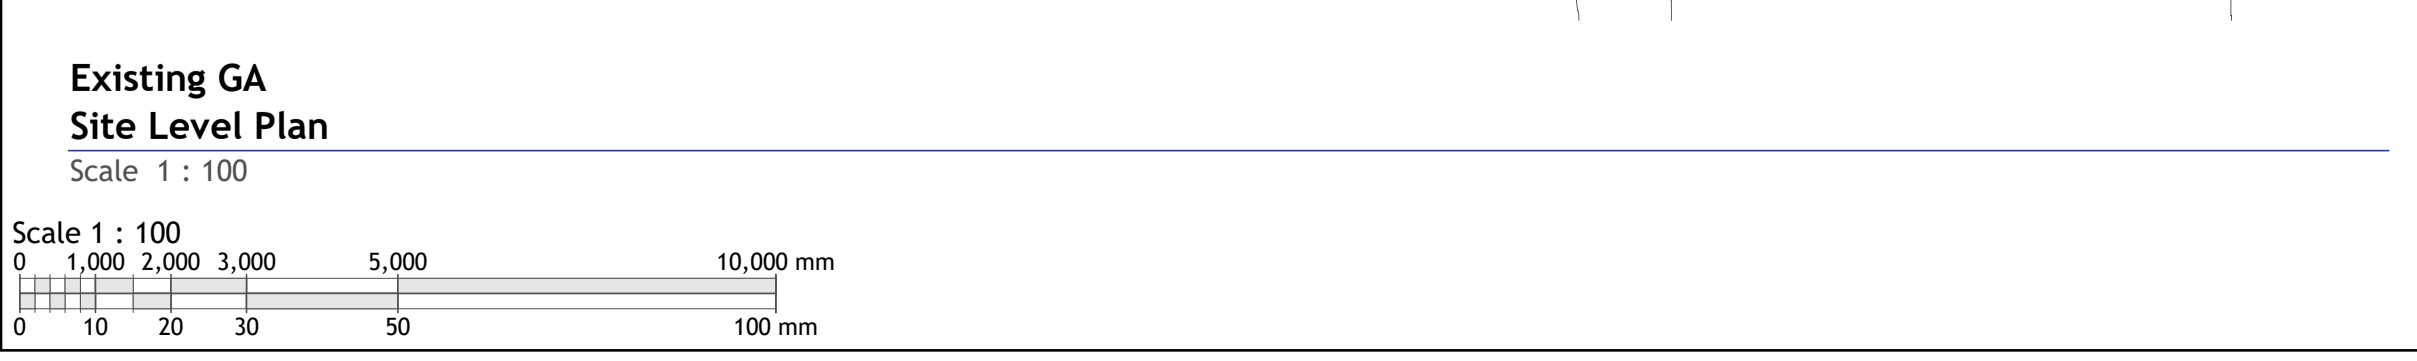 Existing GA
Site Level Plan
Scale 1 : 100
Scale 1 : 100
0 1,000 2,000 3,000 5,000 10,000 mm
0 10 20 30 50 100 mm